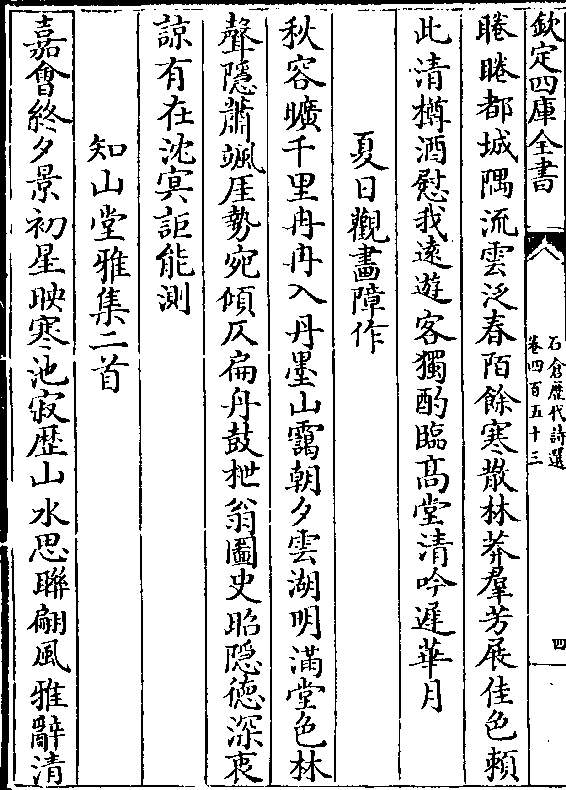 欽定四庫全書
石倉歷代詩選
卷四百五十三
四
睠睠都城隅流雲泛春陌餘寒散林莽羣芳展佳色頼
此清樽酒慰我遠遊客獨酌臨髙堂清吟遲華月
夏日觀畫障作
秋容曠千里冉冉入丹墨山靄朝夕雲湖明滿堂色林
聲隠蕭颯厓勢宛傾仄扁舟鼓枻翁圖史昭隠徳深衷
諒有在沈冥詎能測
知山堂雅集二首
嘉會終夕景初星映寒池寂歴山水思聯翩風雅辭清